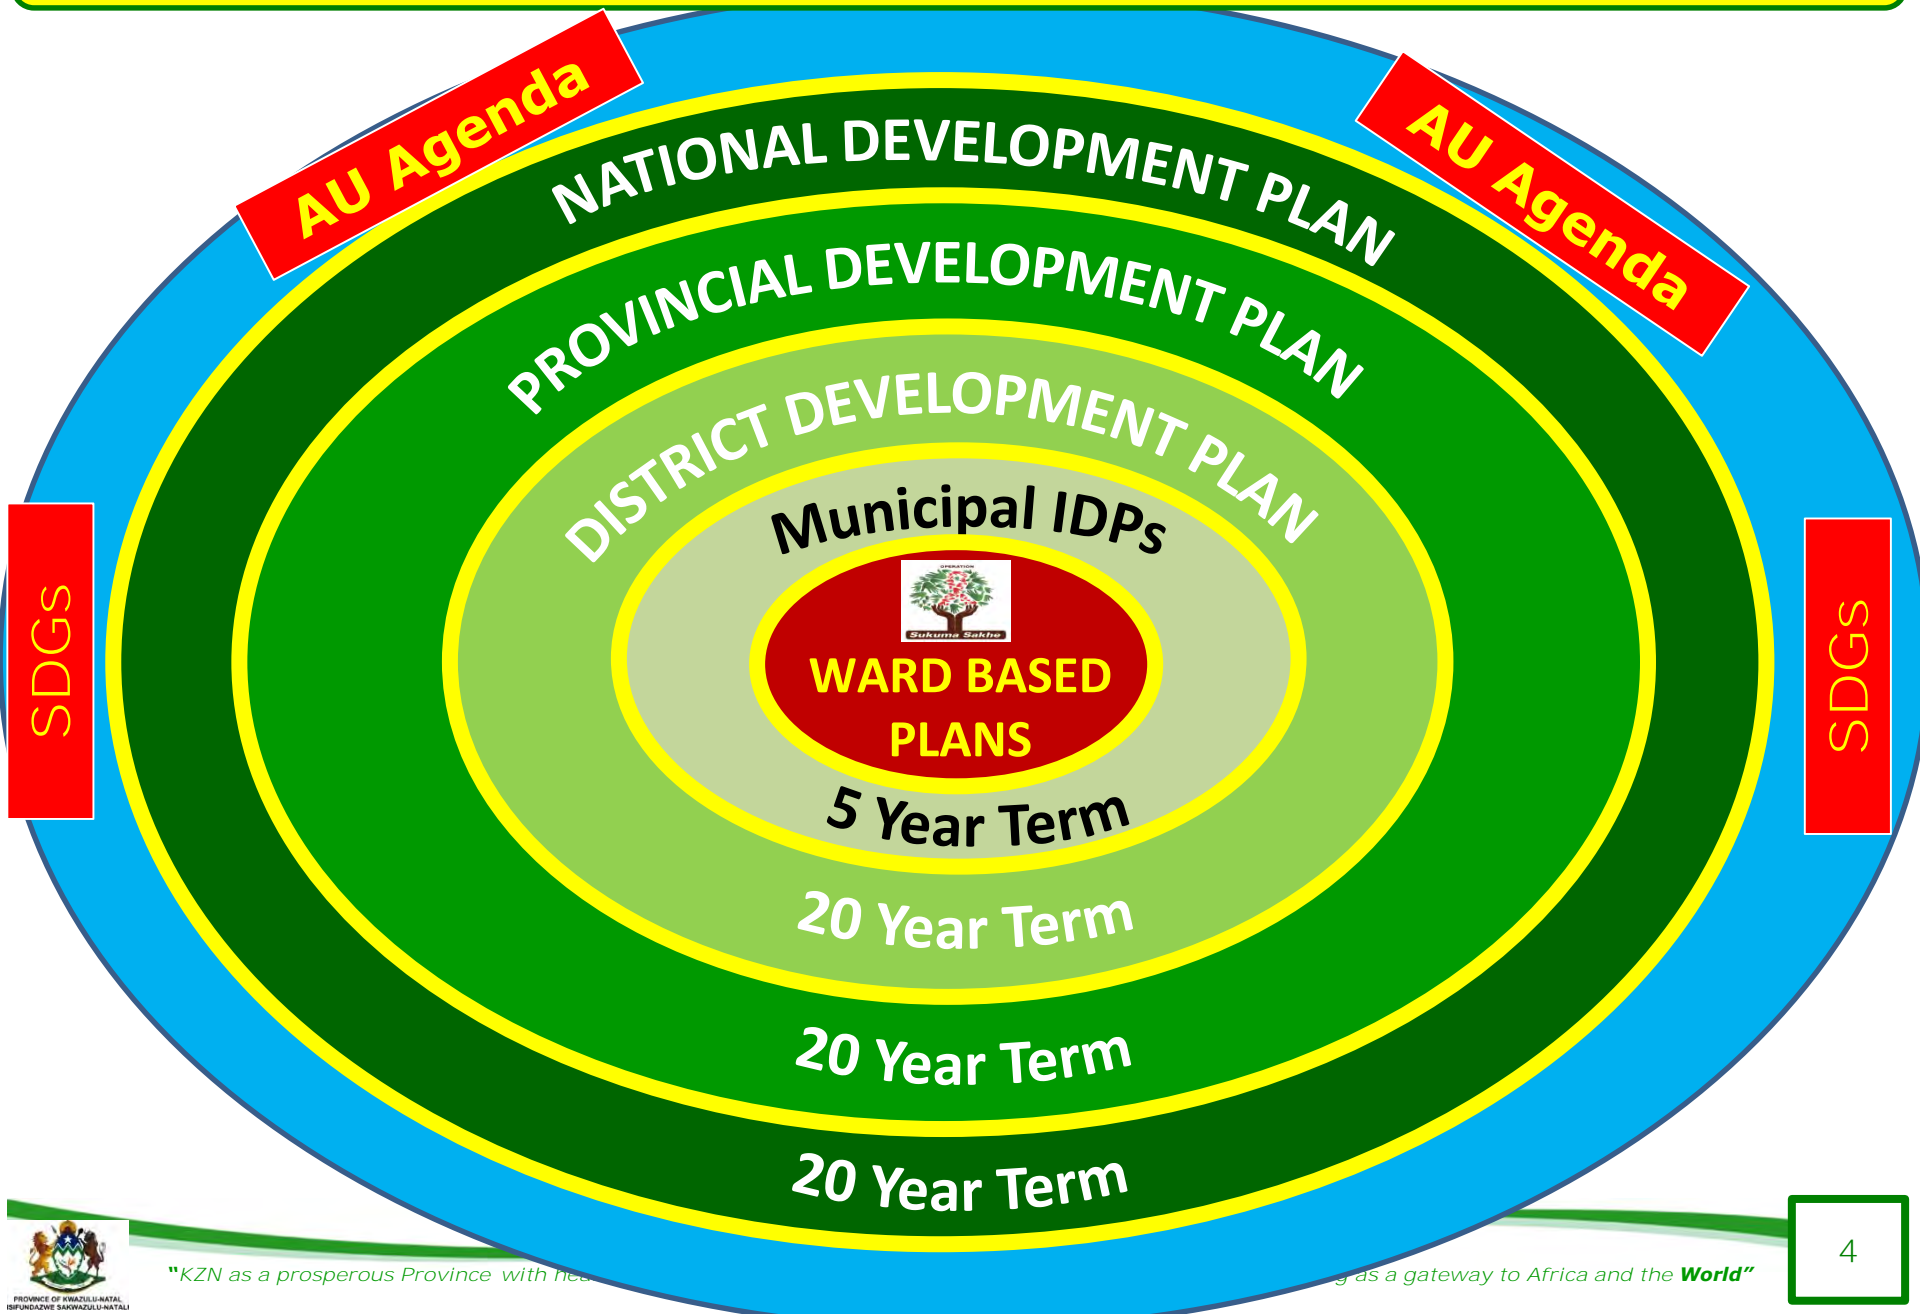 AU Agenda
AU Agenda
NATIONAL DEVELOPMENT PLAN
PROVINCIAL DEVELOPMENT PLAN
DISTRICT DEVELOPMENT PLAN
Municipal IDPs
OPERATION
Sukuma Sakhe
WARD BASED
PLANS
SDGs
SDGs
5 Year Term
20 Year Term
20 Year Term
20 Year Term
4
"KZN as a prosperous Province with as a gateway to Africa and the World"
PROVINCE OF KWAZULU-NATAL
ISIFUNDAZWE SAKWAZULU-NATALI